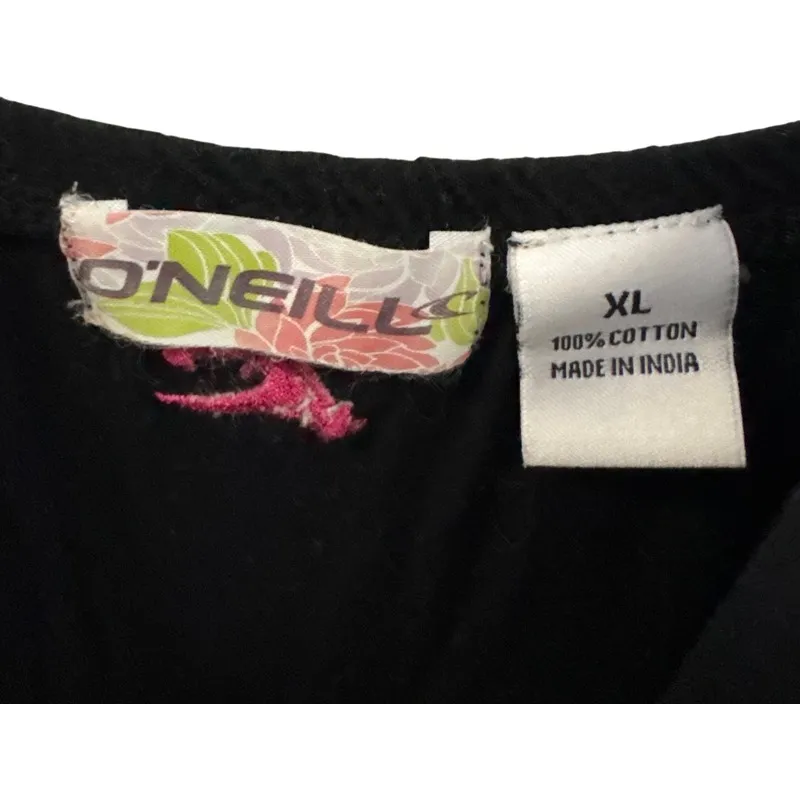 O'NEILL
XL
100% COTTON
MADE IN INDIA